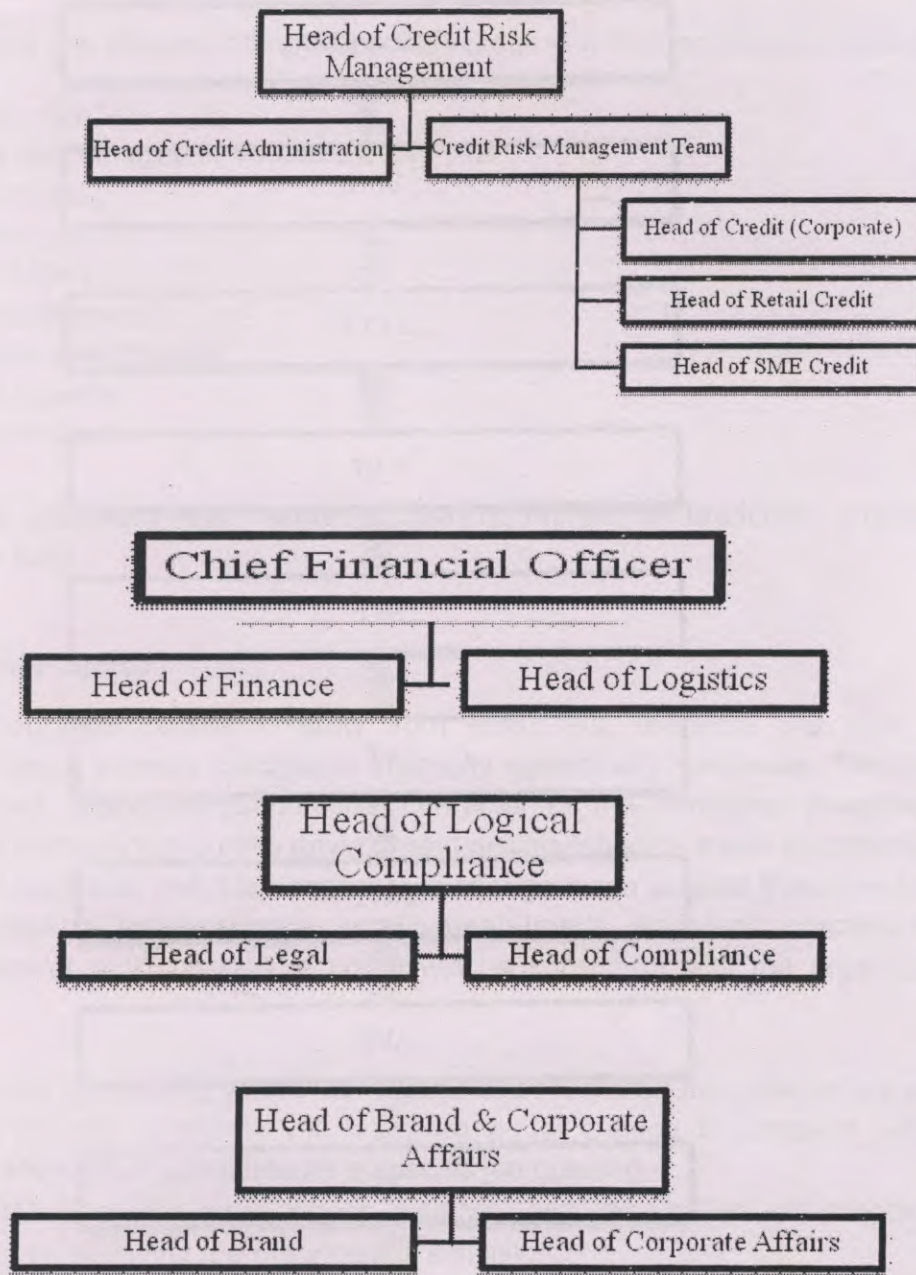 Head of Credit Risk
Management
Head of Credit Administration
Credit Risk Management Team
Head of Credit (Corporate)
Head of Retail Credit
Head of SME Credit
Chief Financial Officer
Head of Finance
Head of Logistics
Head of Logical
Compliance
Head of Legal
Head of Compliance
Head of Brand & Corporate
Affairs
Head of Brand
Head of Corporate Affairs